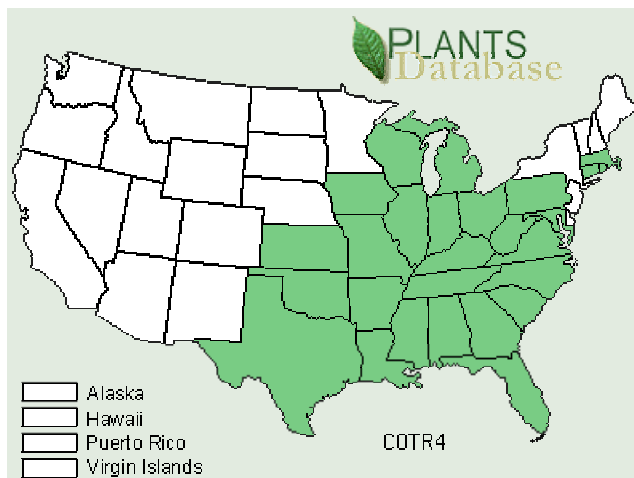 PLANTS
Database
Alaska
Hawaii
Puerto Rico
Virgin Islands
COTR4